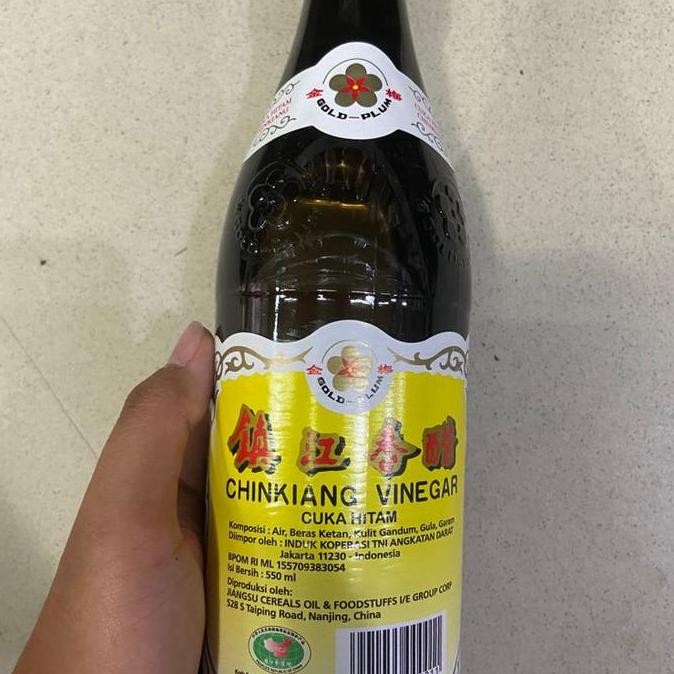 金 梅
GOLD-PLUM
金 梅
GOLD-PLUM
镇江香醋
CHINKIANG VINEGAR
CUKA HITAM
Komposisi : Air, Beras Ketan, Kulit Gandum, Gula, Garam
Diimpor oleh : INDUK KOPERASI TNI ANGKATAN DARAT
Jakarta 11230 - Indonesia
BPOM RI ML 155709383054
Isi Bersih : 550 ml
Diproduksi oleh:
JIANGSU CEREALS OIL & FOODSTUFFS I/E GROUP CORP
528 S Taiping Road, Nanjing, China